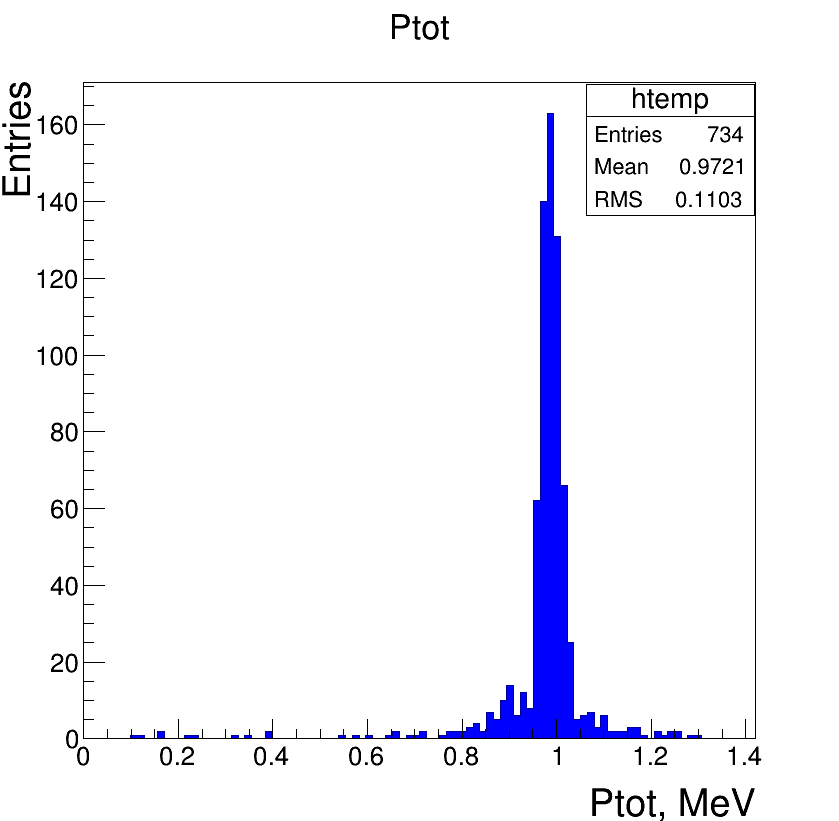 Ptot
Entries
htemp
Entries 734
Mean 0.9721
RMS 0.1103
160
140
120
100
80
60
40
20
0
0 0.2 0.4 0.6 0.8 1 1.2 1.4
Ptot, MeV